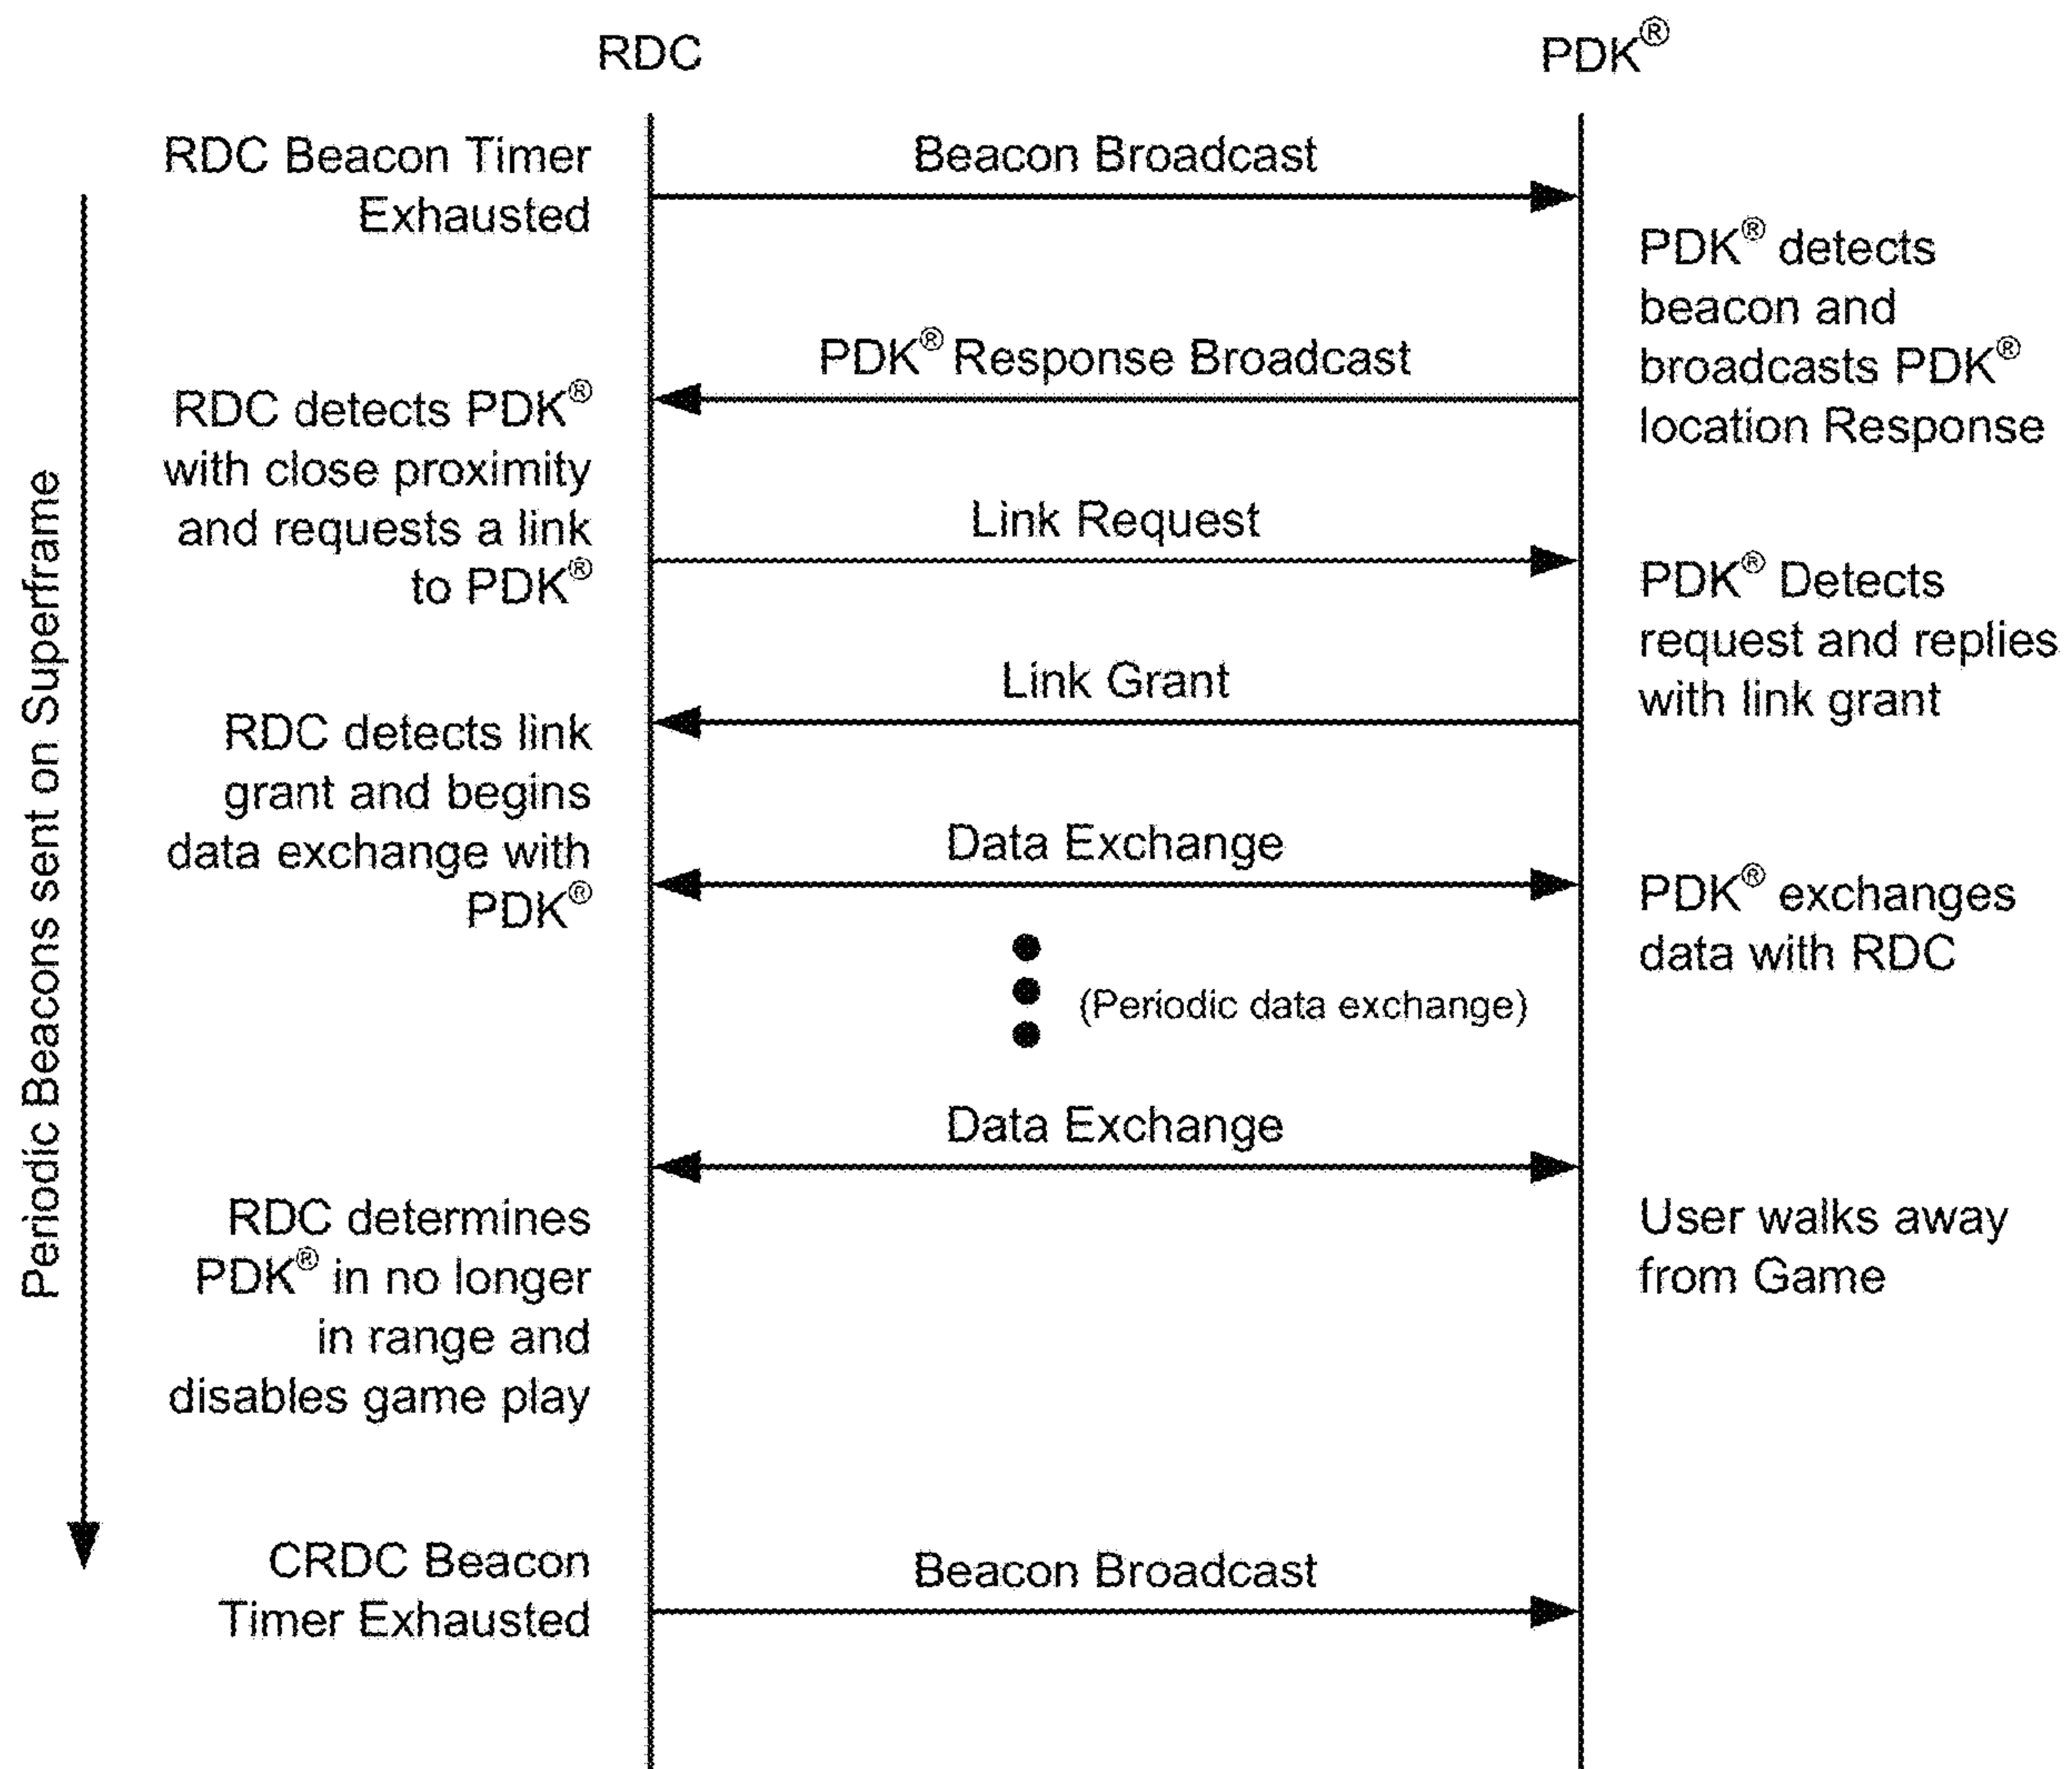 RDC
PDK®
RDC Beacon Timer
Exhausted
Beacon Broadcast
PDK® detects
beacon and
broadcasts PDK®
location Response
PDK® Response Broadcast
RDC detects PDK®
with close proximity
and requests a link
to PDK®
Link Request
PDK® Detects
request and replies
with link grant
Link Grant
RDC detects link
grant and begins
data exchange with
PDK®
Data Exchange
PDK® exchanges
data with RDC
(Periodic data exchange)
Data Exchange
RDC determines
PDK® in no longer
in range and
disables game play
User walks away
from Game
CRDC Beacon
Timer Exhausted
Beacon Broadcast
Periodic Beacons sent on Superframe